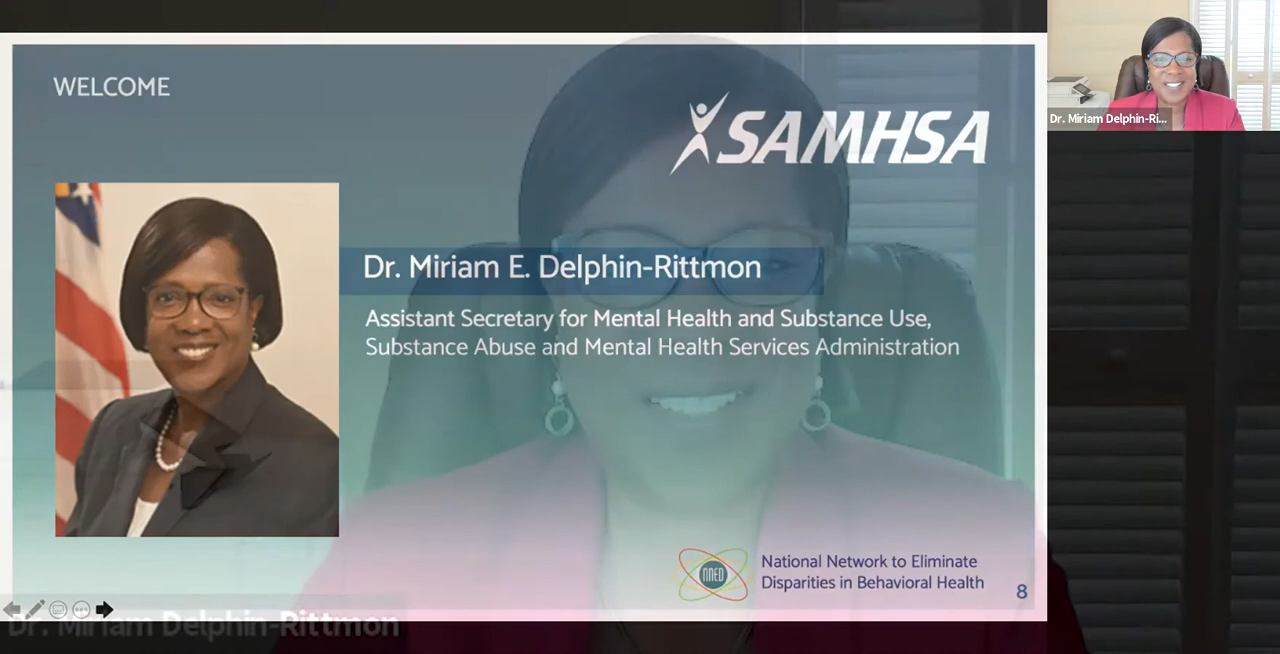 WELCOME
SAMHSA
Dr. Miriam E. Delphin-Rittmon
Assistant Secretary for Mental Health and Substance Use,
Substance Abuse and Mental Health Services Administration
NNED
National Network to Eliminate
Disparities in Behavioral Health
8
Dr. Miriam Delphin-Rittmon
Dr. Miriam Delphin-Ri...